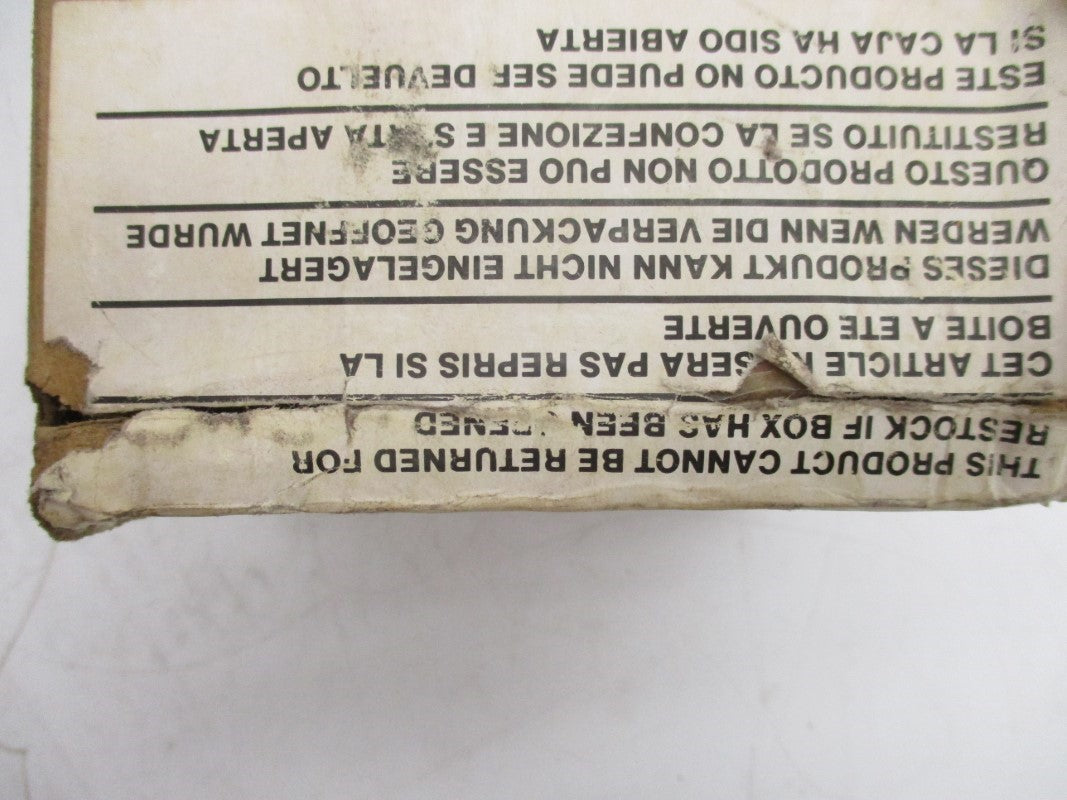 THIS PRODUCT CANNOT BE RETURNED FOR
RESTOCK IF BOX HAS BEEN OPENED
CET ARTICLE SERA PAS REPRIS SI LA
BOITE A ETE OUVERTE
DIESES PRODUKT KANN NICHT EINGELAGERT
WERDEN WENN DIE VERPACKUNG GEOFFNET WURDE
QUESTO PRODOTTO NON PUO ESSERE
RESTITUITO SE LA CONFEZIONE E STATA APERTA
ESTE PRODUCTO NO PUEDE SER DEVUELTO
SI LA CAJA HA SIDO ABIERTA